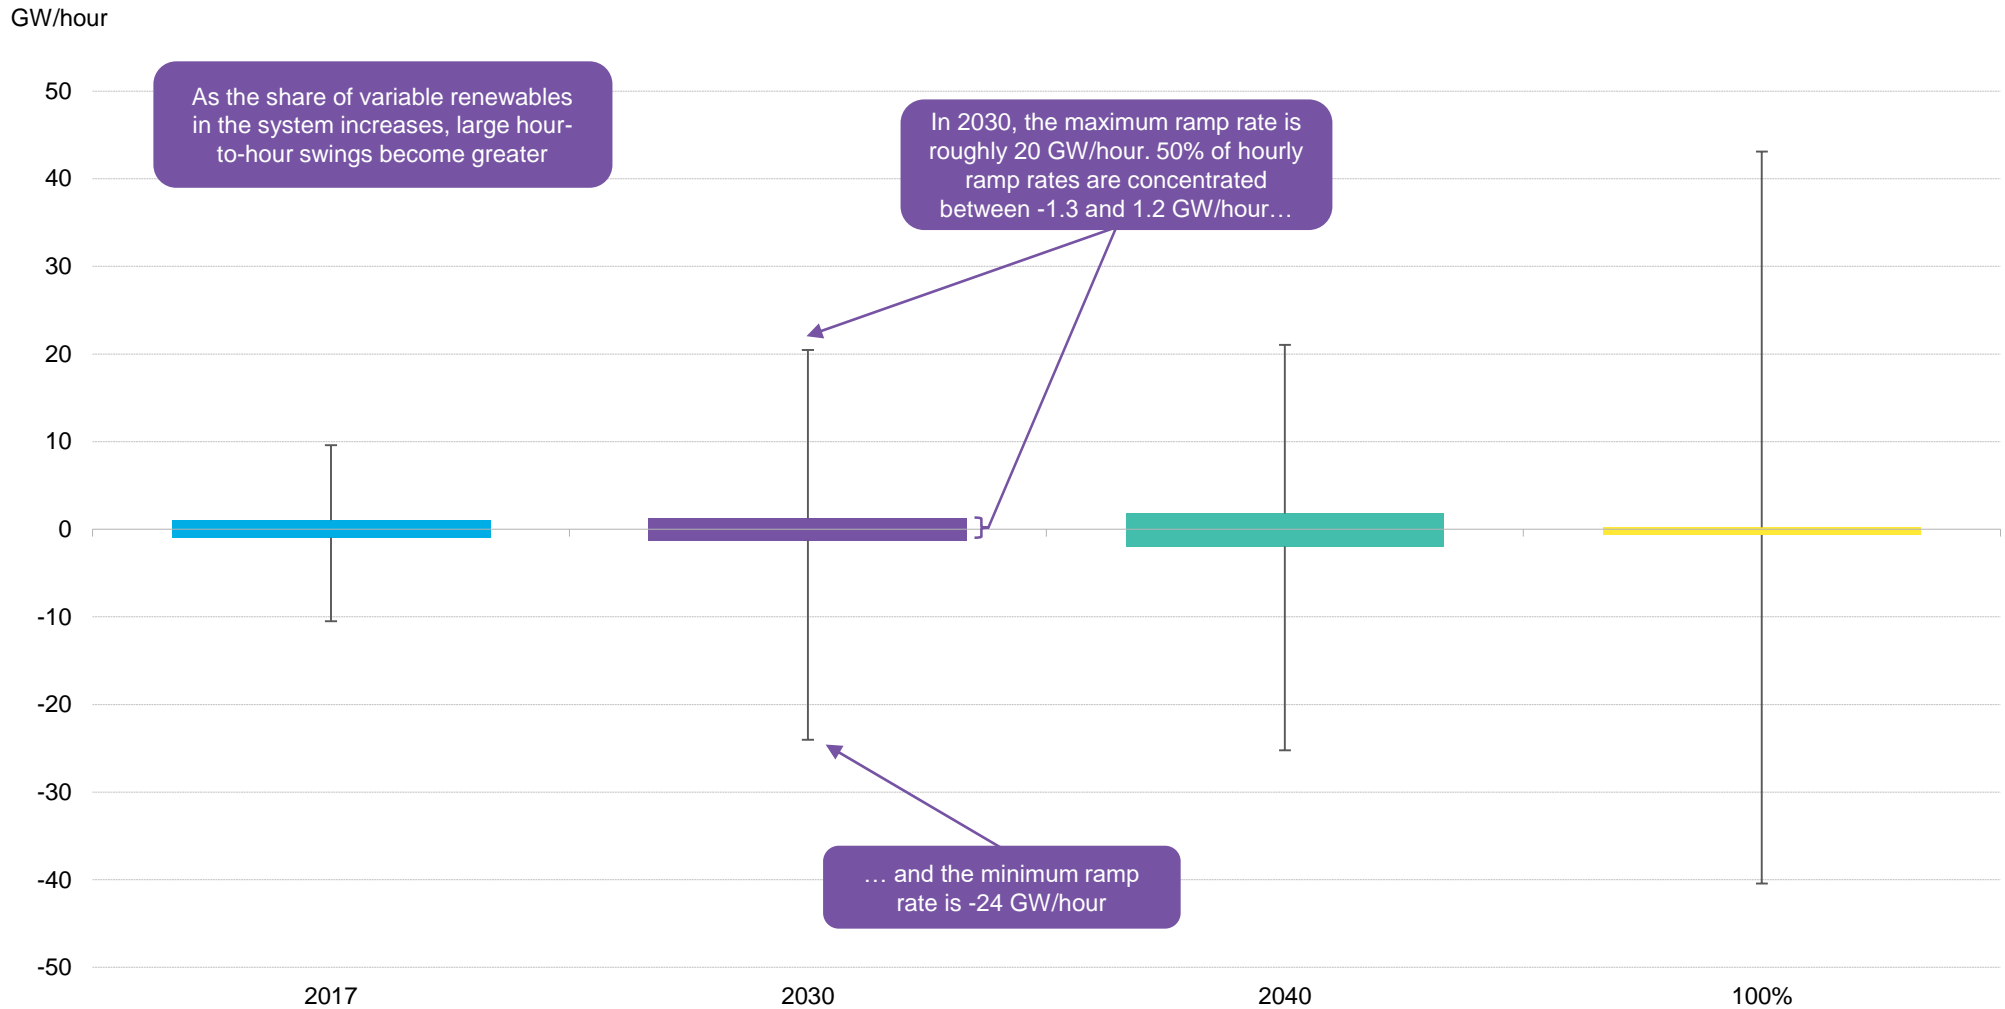 GW/hour
50
40
30
20
10
0
-10
-20
-30
-40
-50
As the share of variable renewables
in the system increases, large hour-
to-hour swings become greater
In 2030, the maximum ramp rate is
roughly 20 GW/hour. 50% of hourly
ramp rates are concentrated
between -1.3 and 1.2 GW/hour…
… and the minimum ramp
rate is -24 GW/hour
2017
2030
2040
100%